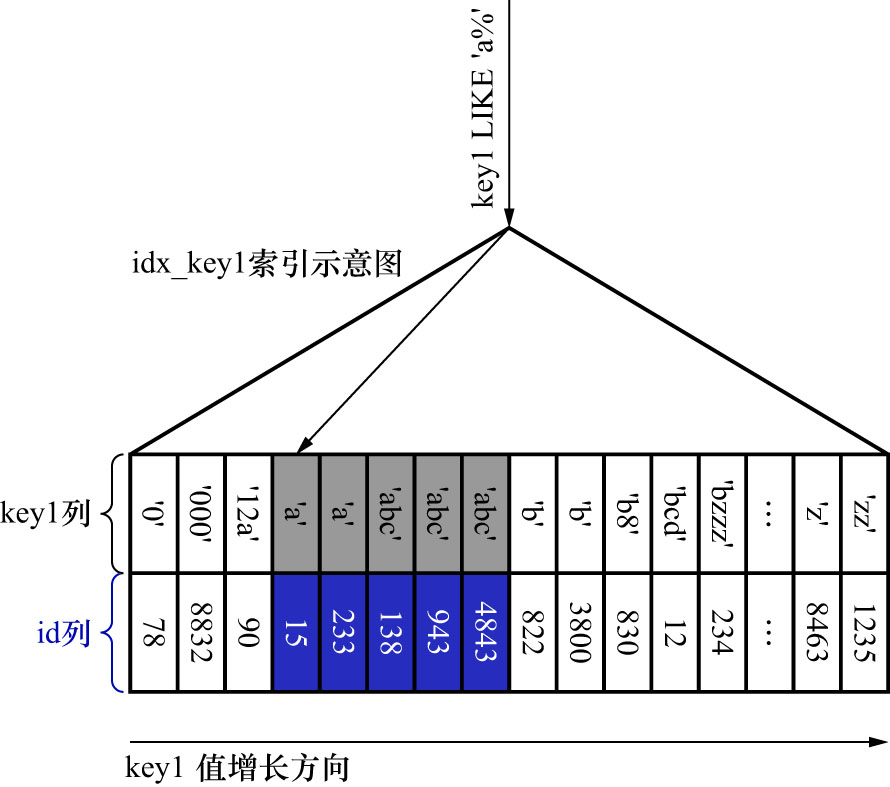 key1 LIKE 'a%'
idx_key1索引示意图
key1列
'0' '000' '12a' 'a' 'a' 'abc' 'abc' 'abc' 'b' 'b' 'b8' 'bcd' 'bzzz' … 'z' 'zz'
id列
78 8832 90 15 233 138 943 4843 822 3800 830 12 234 … 8463 1235
key1 值增长方向